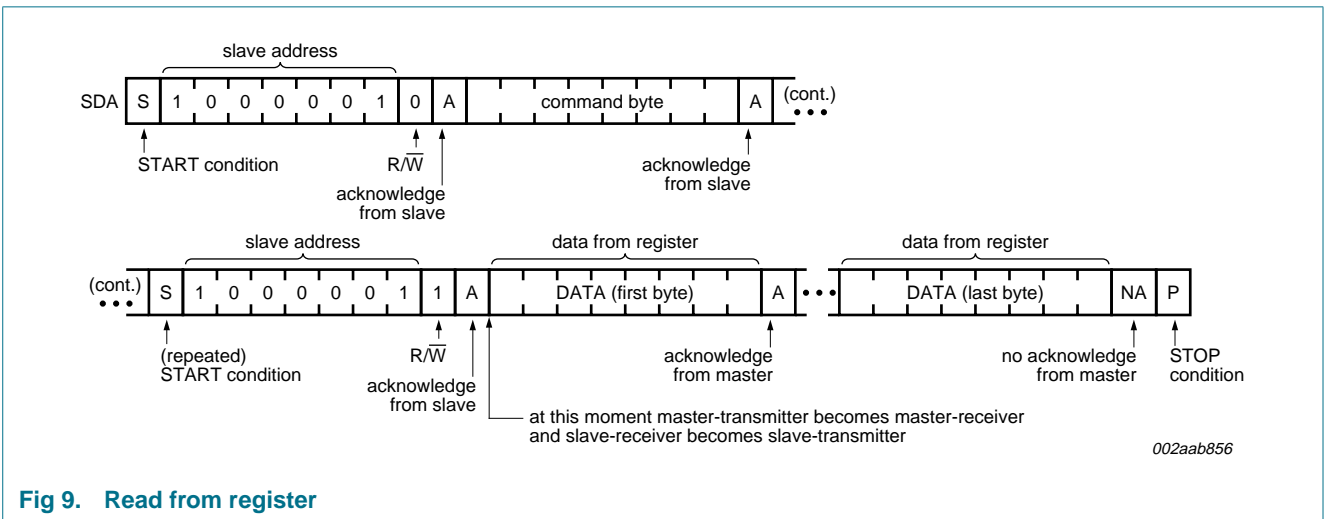 slave address
SDA S 1 0 0 0 0 0 1 0 A command byte A (cont.)
START condition
R/W̅
acknowledge
from slave
acknowledge
from slave
slave address
data from register
data from register
(cont.) S 1 0 0 0 0 0 1 1 A DATA (first byte) A DATA (last byte) NA P
(repeated)
START condition
R/W̅
acknowledge
from slave
acknowledge
from master
no acknowledge
from master
STOP
condition
at this moment master-transmitter becomes master-receiver
and slave-receiver becomes slave-transmitter
002aab856
Fig 9. Read from register